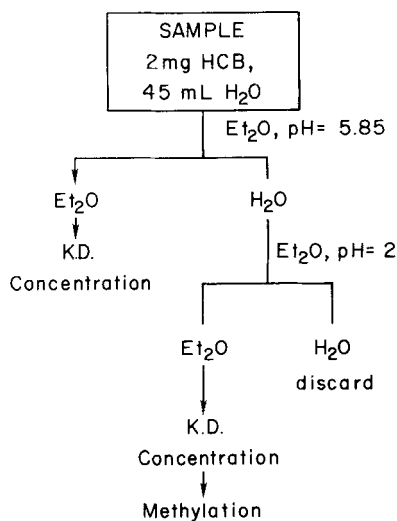 SAMPLE
2mg HCB,
45 mL H₂O
Et₂O, pH= 5.85
Et₂O
H₂O
K.D.
Concentration
Et₂O, pH= 2
Et₂O
H₂O
discard
K.D.
Concentration
Methylation